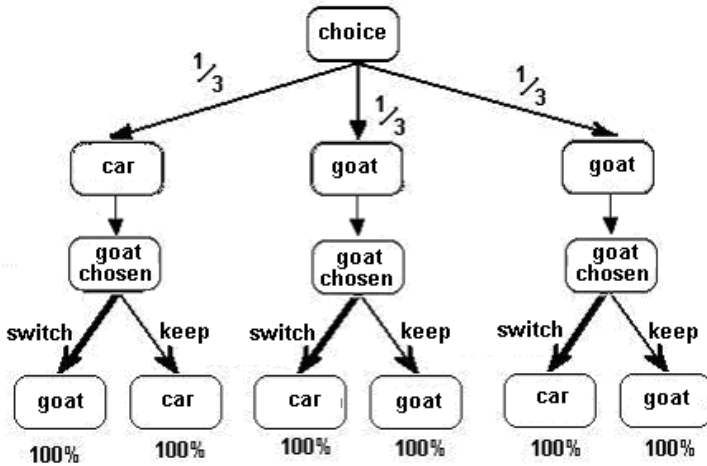 choice
1/3
1/3
1/3
car
goat
goat
goat
chosen
goat
chosen
goat
chosen
switch
keep
switch
keep
switch
keep
goat
car
car
goat
car
goat
100%
100%
100%
100%
100%
100%